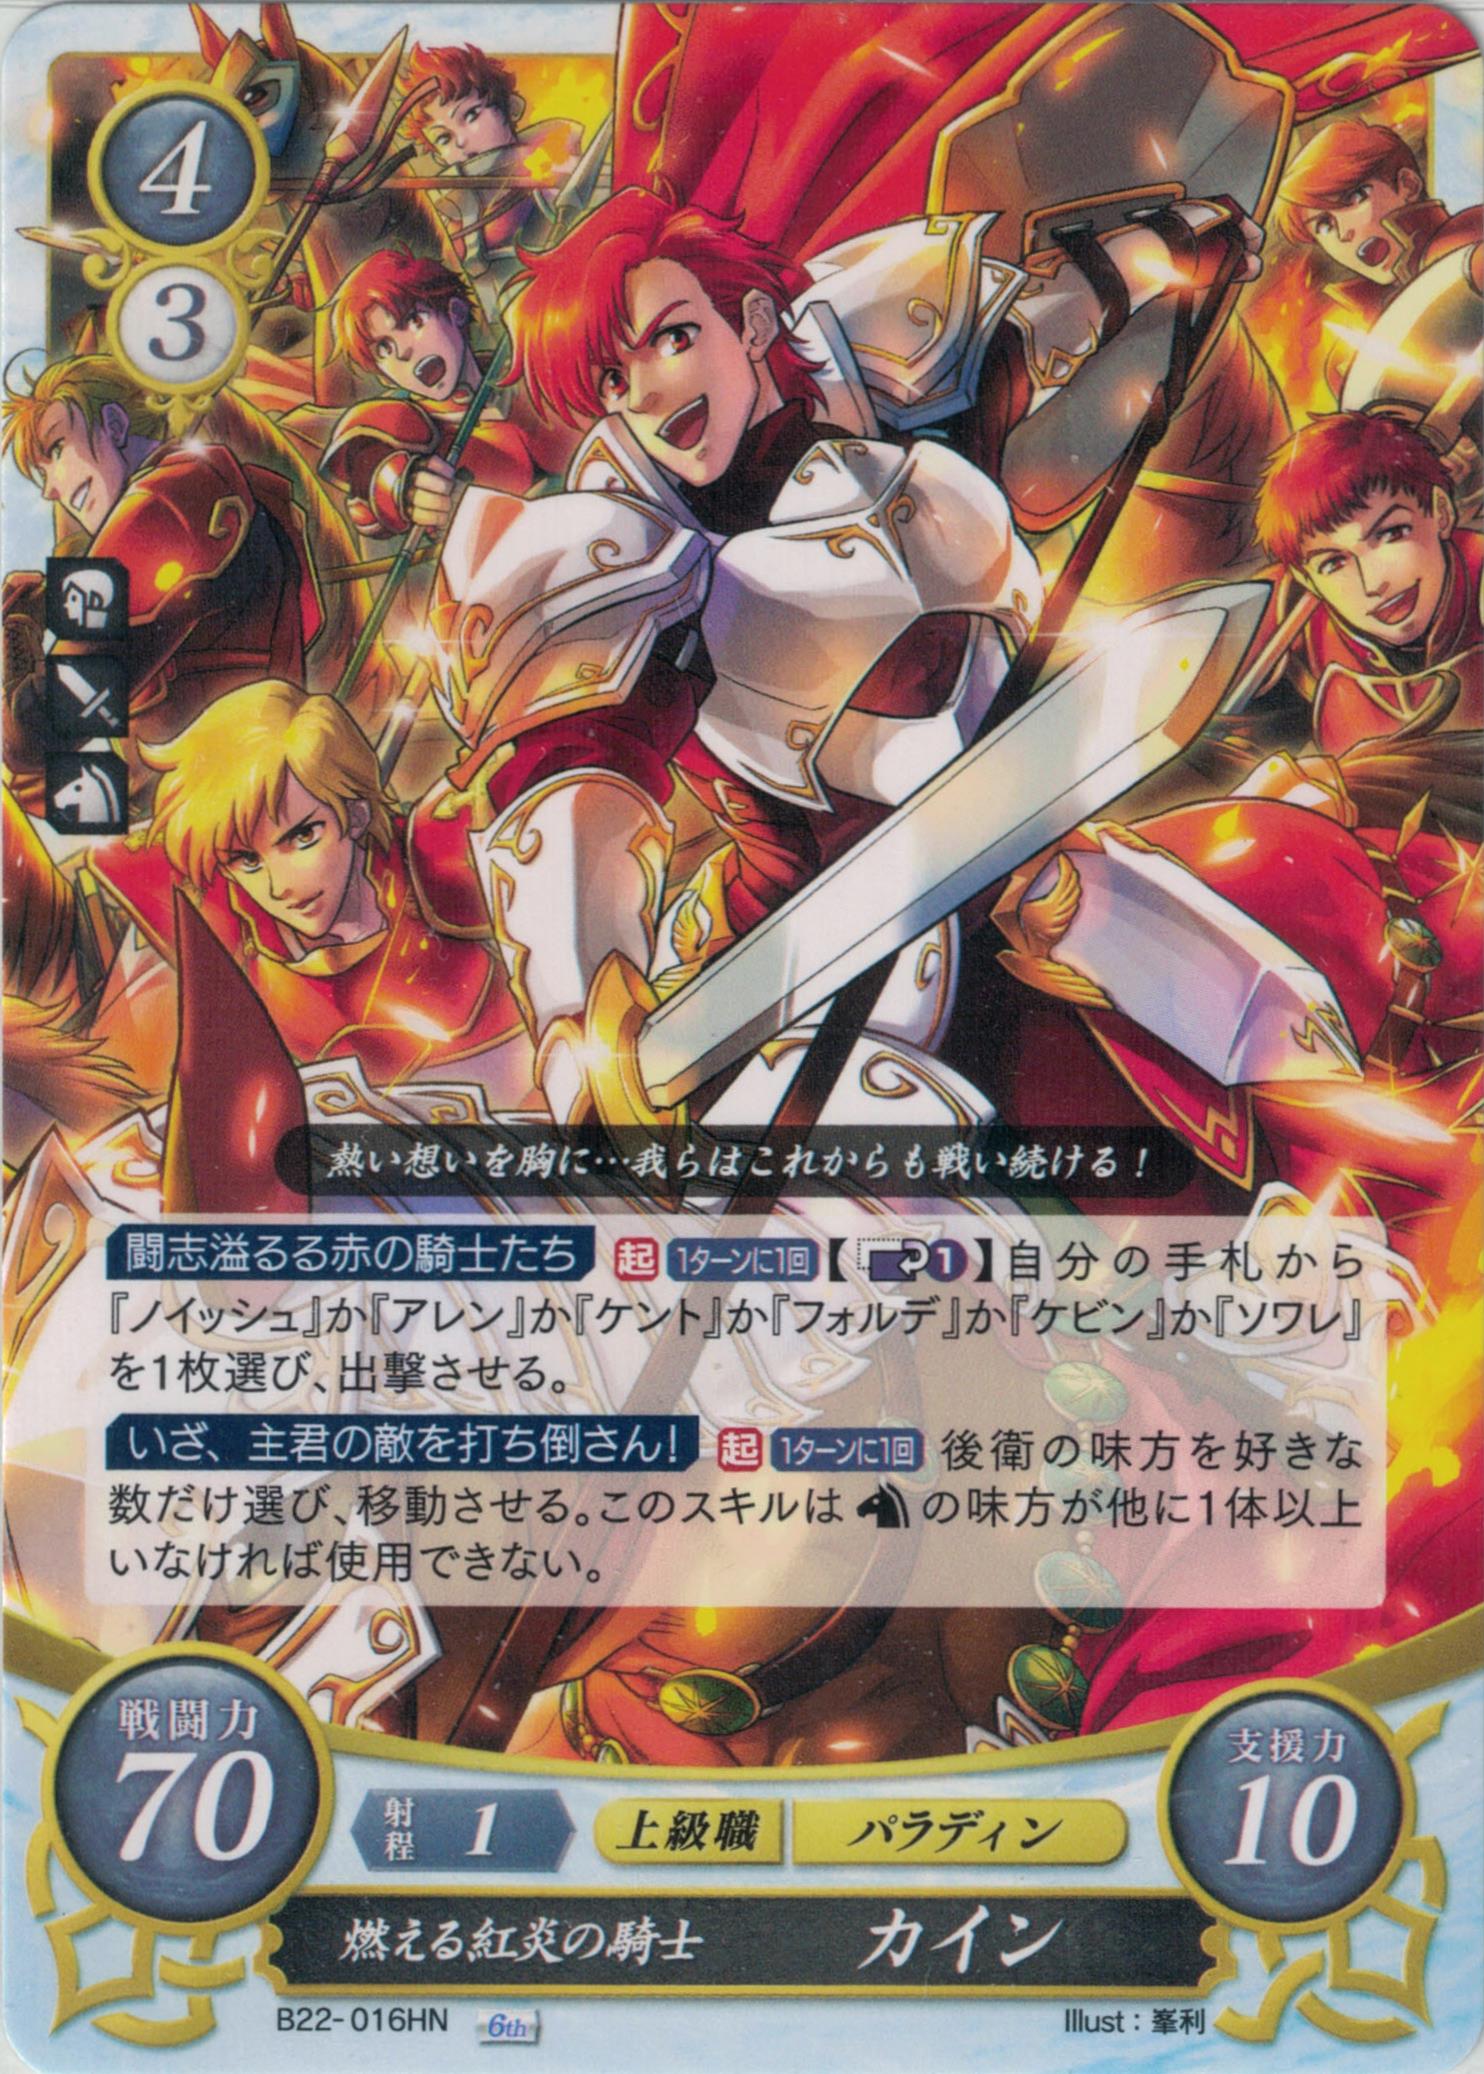 4
3
熱い想いを胸に…我らはこれからも戦い続ける！
闘志溢るる赤の騎士たち 起 1ターンに1回【1】自分の手札から
『ノイッシュ』か『アレン』か『ケント』か『フォルデ』か『ケビン』か『ソワレ』
を1枚選び、出撃させる。
いざ、主君の敵を打ち倒さん！ 起 1ターンに1回 後衛の味方を好きな
数だけ選び、移動させる。このスキルは の味方が他に1体以上
いなければ使用できない。
戦闘力
70
射程 1
上級職 パラディン
支援力
10
燃える紅炎の騎士 カイン
B22-016HN 6th
Illust：峯利